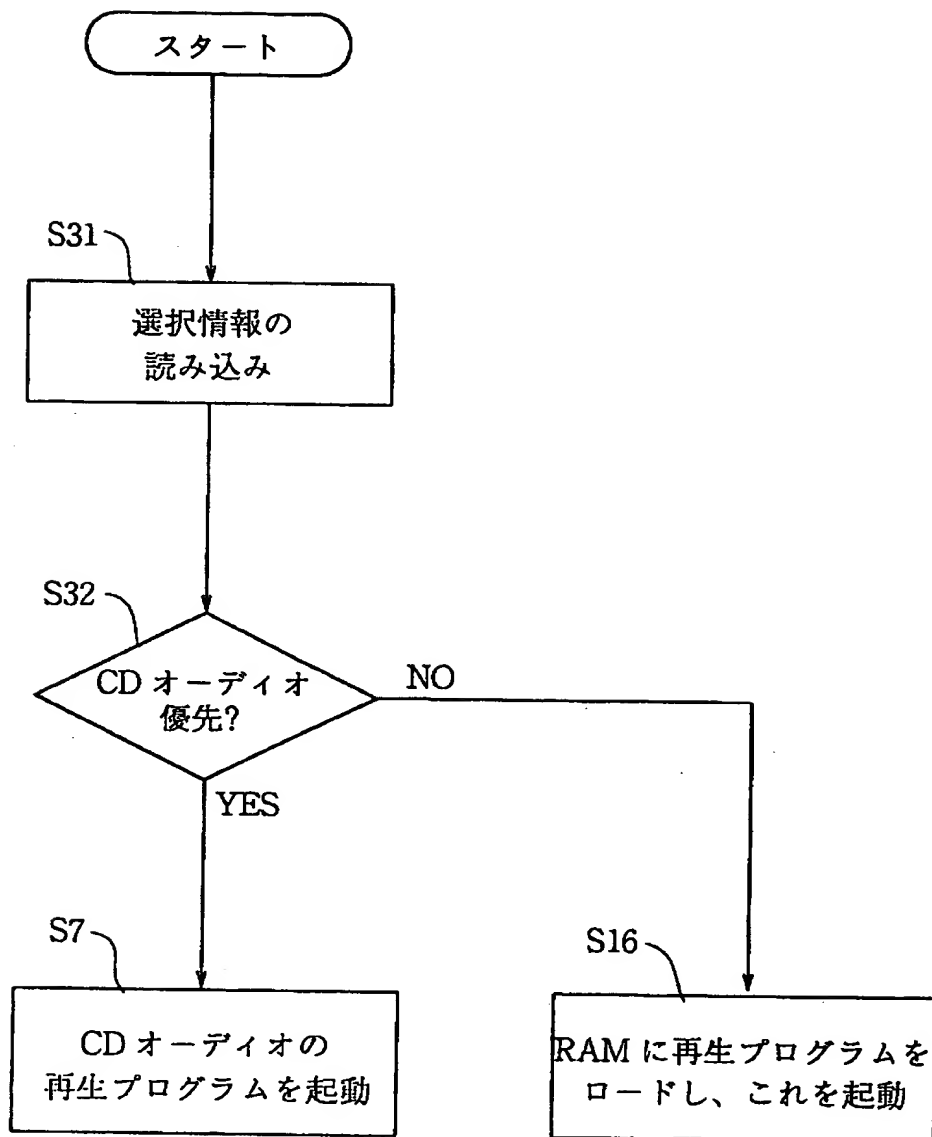 スタート
S31
選択情報の
読み込み
S32
CD オーディオ
優先?
NO
YES
S7
CD オーディオの
再生プログラムを起動
S16
RAM に再生プログラムを
ロードし、これを起動